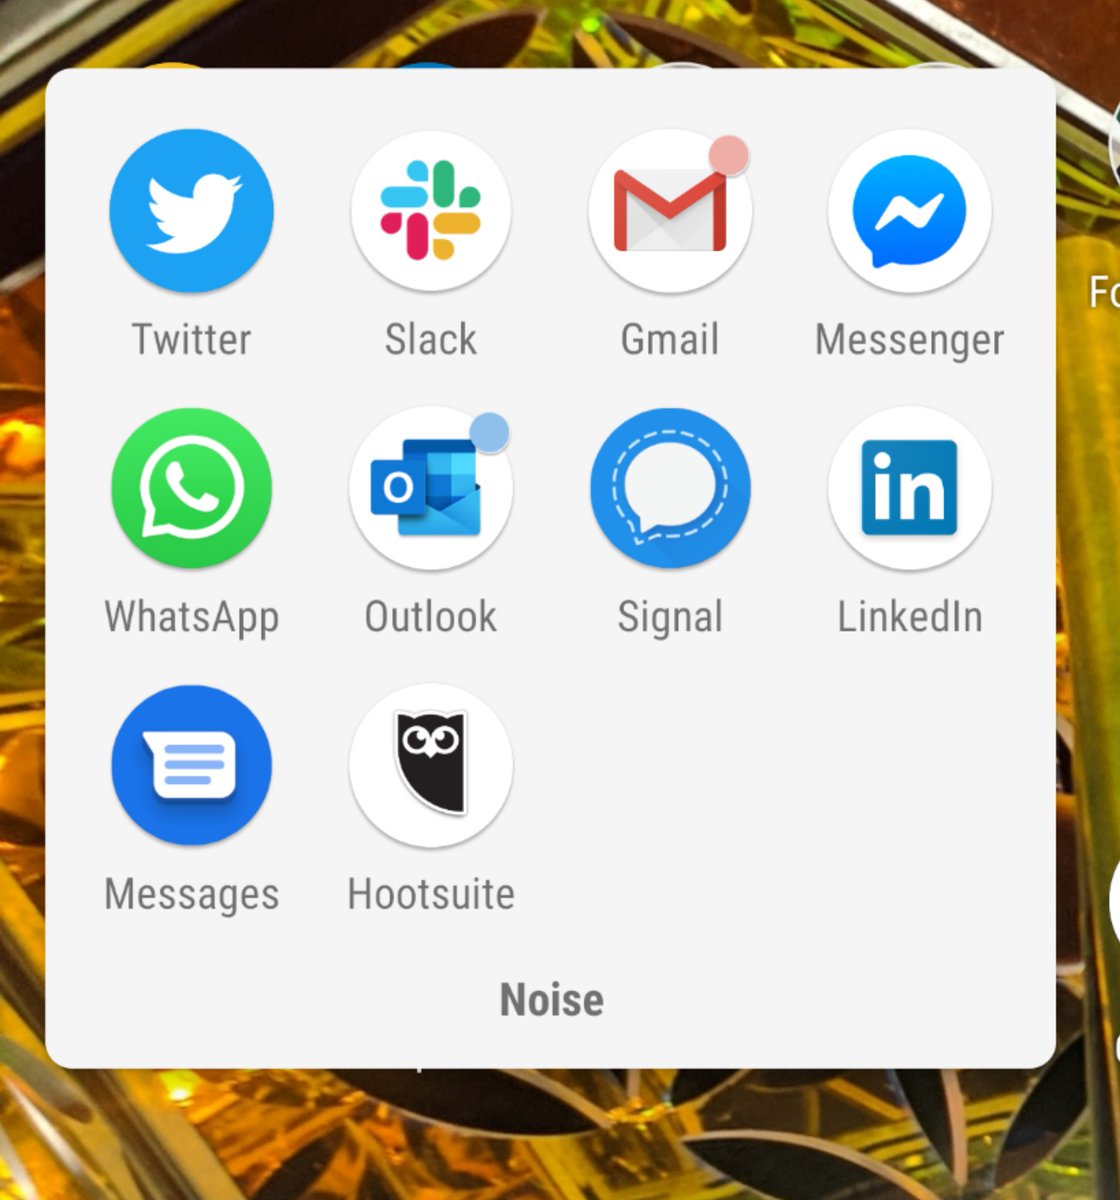 Twitter Slack Gmail Messenger
WhatsApp Outlook Signal LinkedIn
Messages Hootsuite
Noise